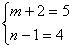 m + 2 = 5
n − 1 = 4